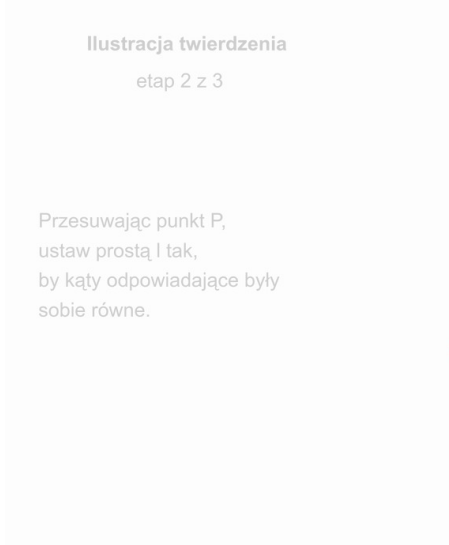 Ilustracja twierdzenia
etap 2 z 3
Przesuwając punkt P,
ustaw prostą l tak,
by kąty odpowiadające były
sobie równe.